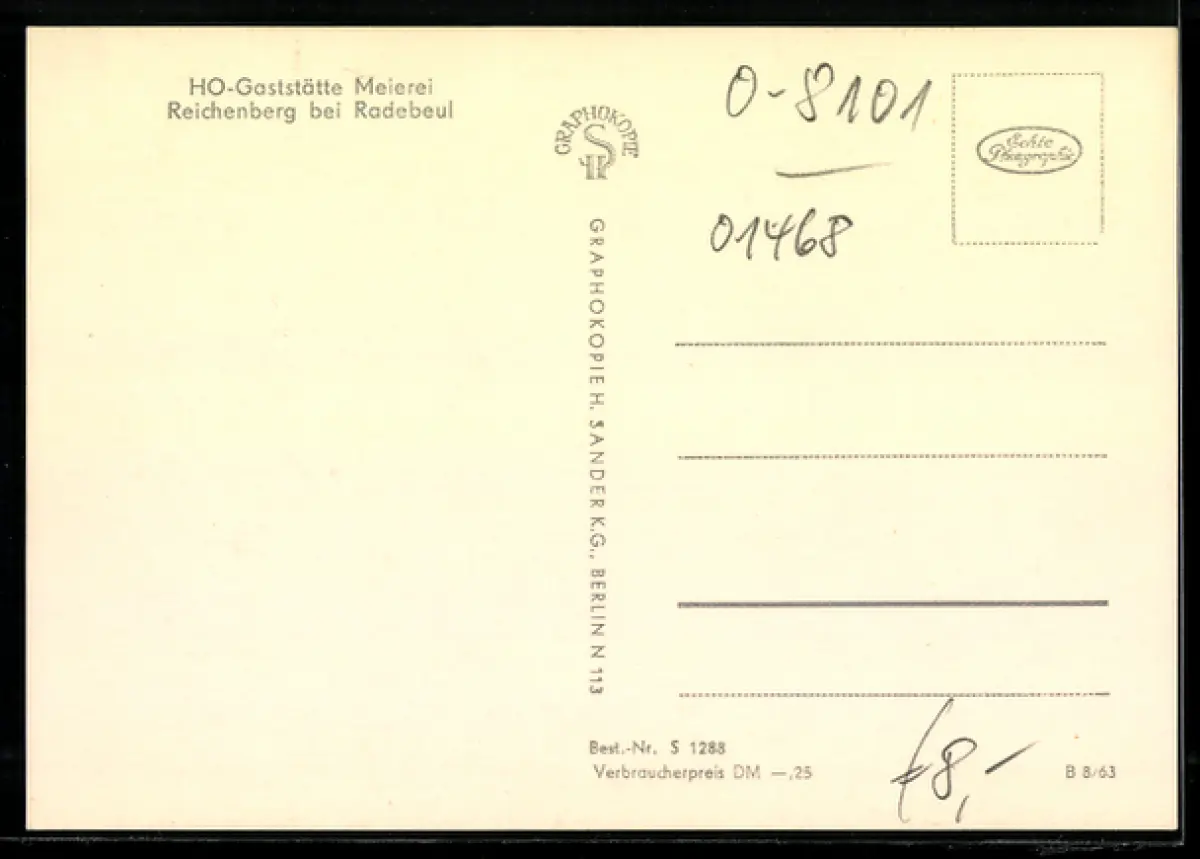 HO-Gaststätte Meierei
Reichenberg bei Radebeul
GRAPHOKOPIE
GRAPHOKOPIE H. SANDER K.G., BERLIN N 113
O-8101
01468
Echte
Photographie
Best.-Nr. S 1288
Verbraucherpreis DM —,25
€8,-
B 8/63